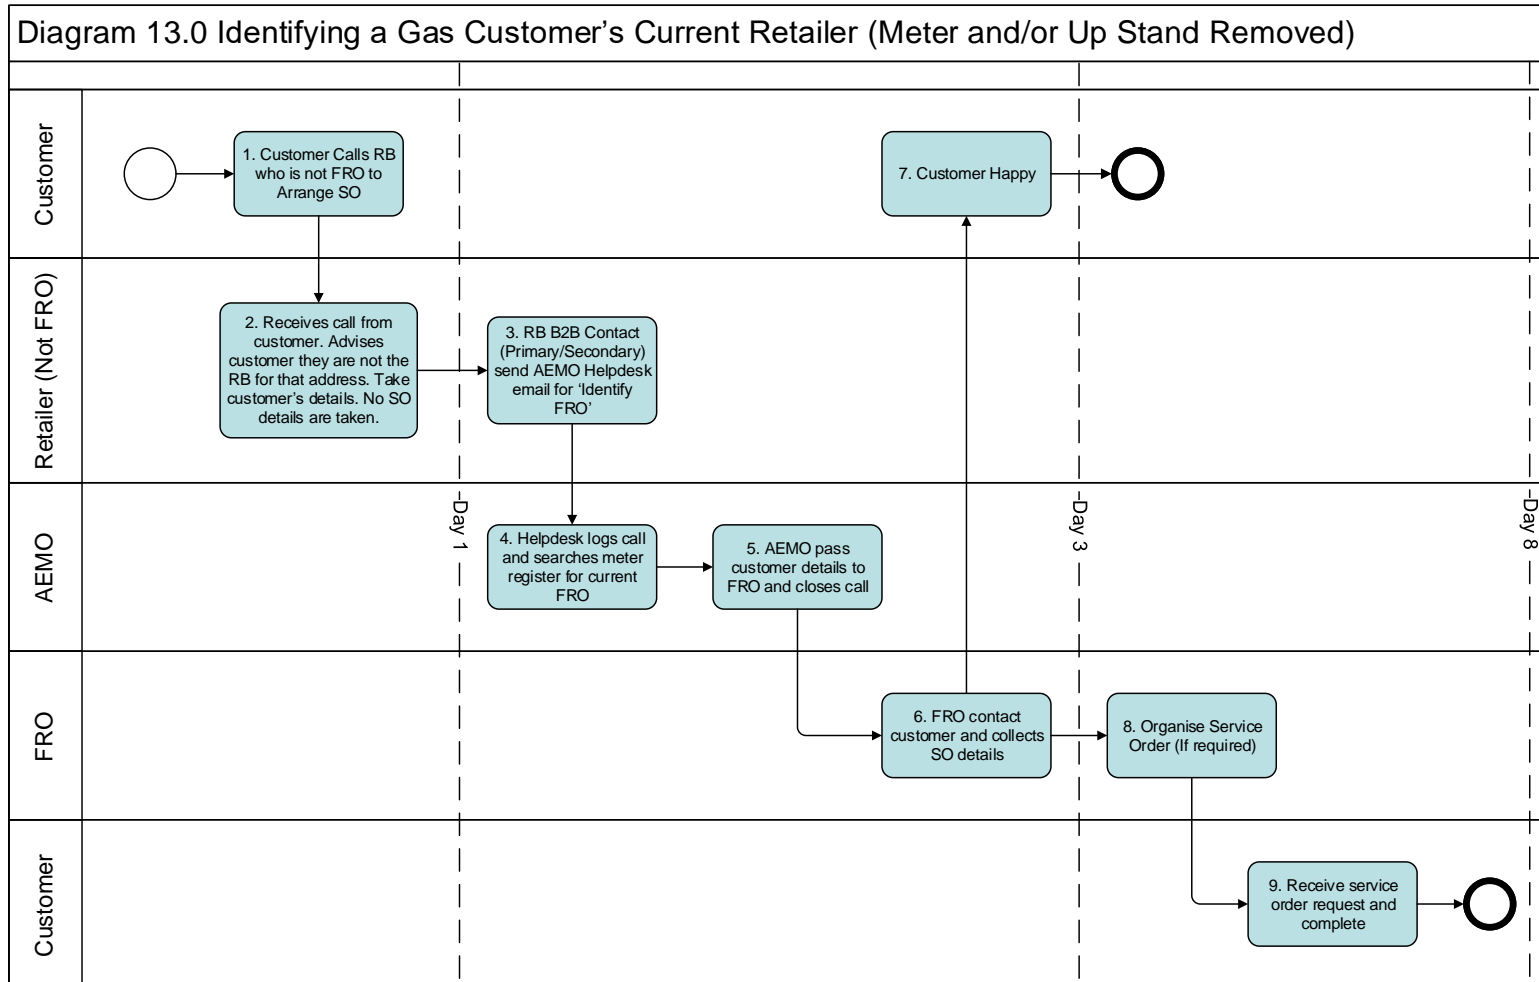 Diagram 13.0 Identifying a Gas Customer’s Current Retailer (Meter and/or Up Stand Removed)
Customer
1. Customer Calls RB
who is not FRO to
Arrange SO
7. Customer Happy
Retailer (Not FRO)
2. Receives call from
customer. Advises
customer they are not the
RB for that address. Take
customer’s details. No SO
details are taken.
3. RB B2B Contact
(Primary/Secondary)
send AEMO Helpdesk
email for ‘Identify
FRO’
AEMO
Day 1
4. Helpdesk logs call
and searches meter
register for current
FRO
5. AEMO pass
customer details to
FRO and closes call
Day 3
Day 8
FRO
6. FRO contact
customer and collects
SO details
8. Organise Service
Order (If required)
Customer
9. Receive service
order request and
complete